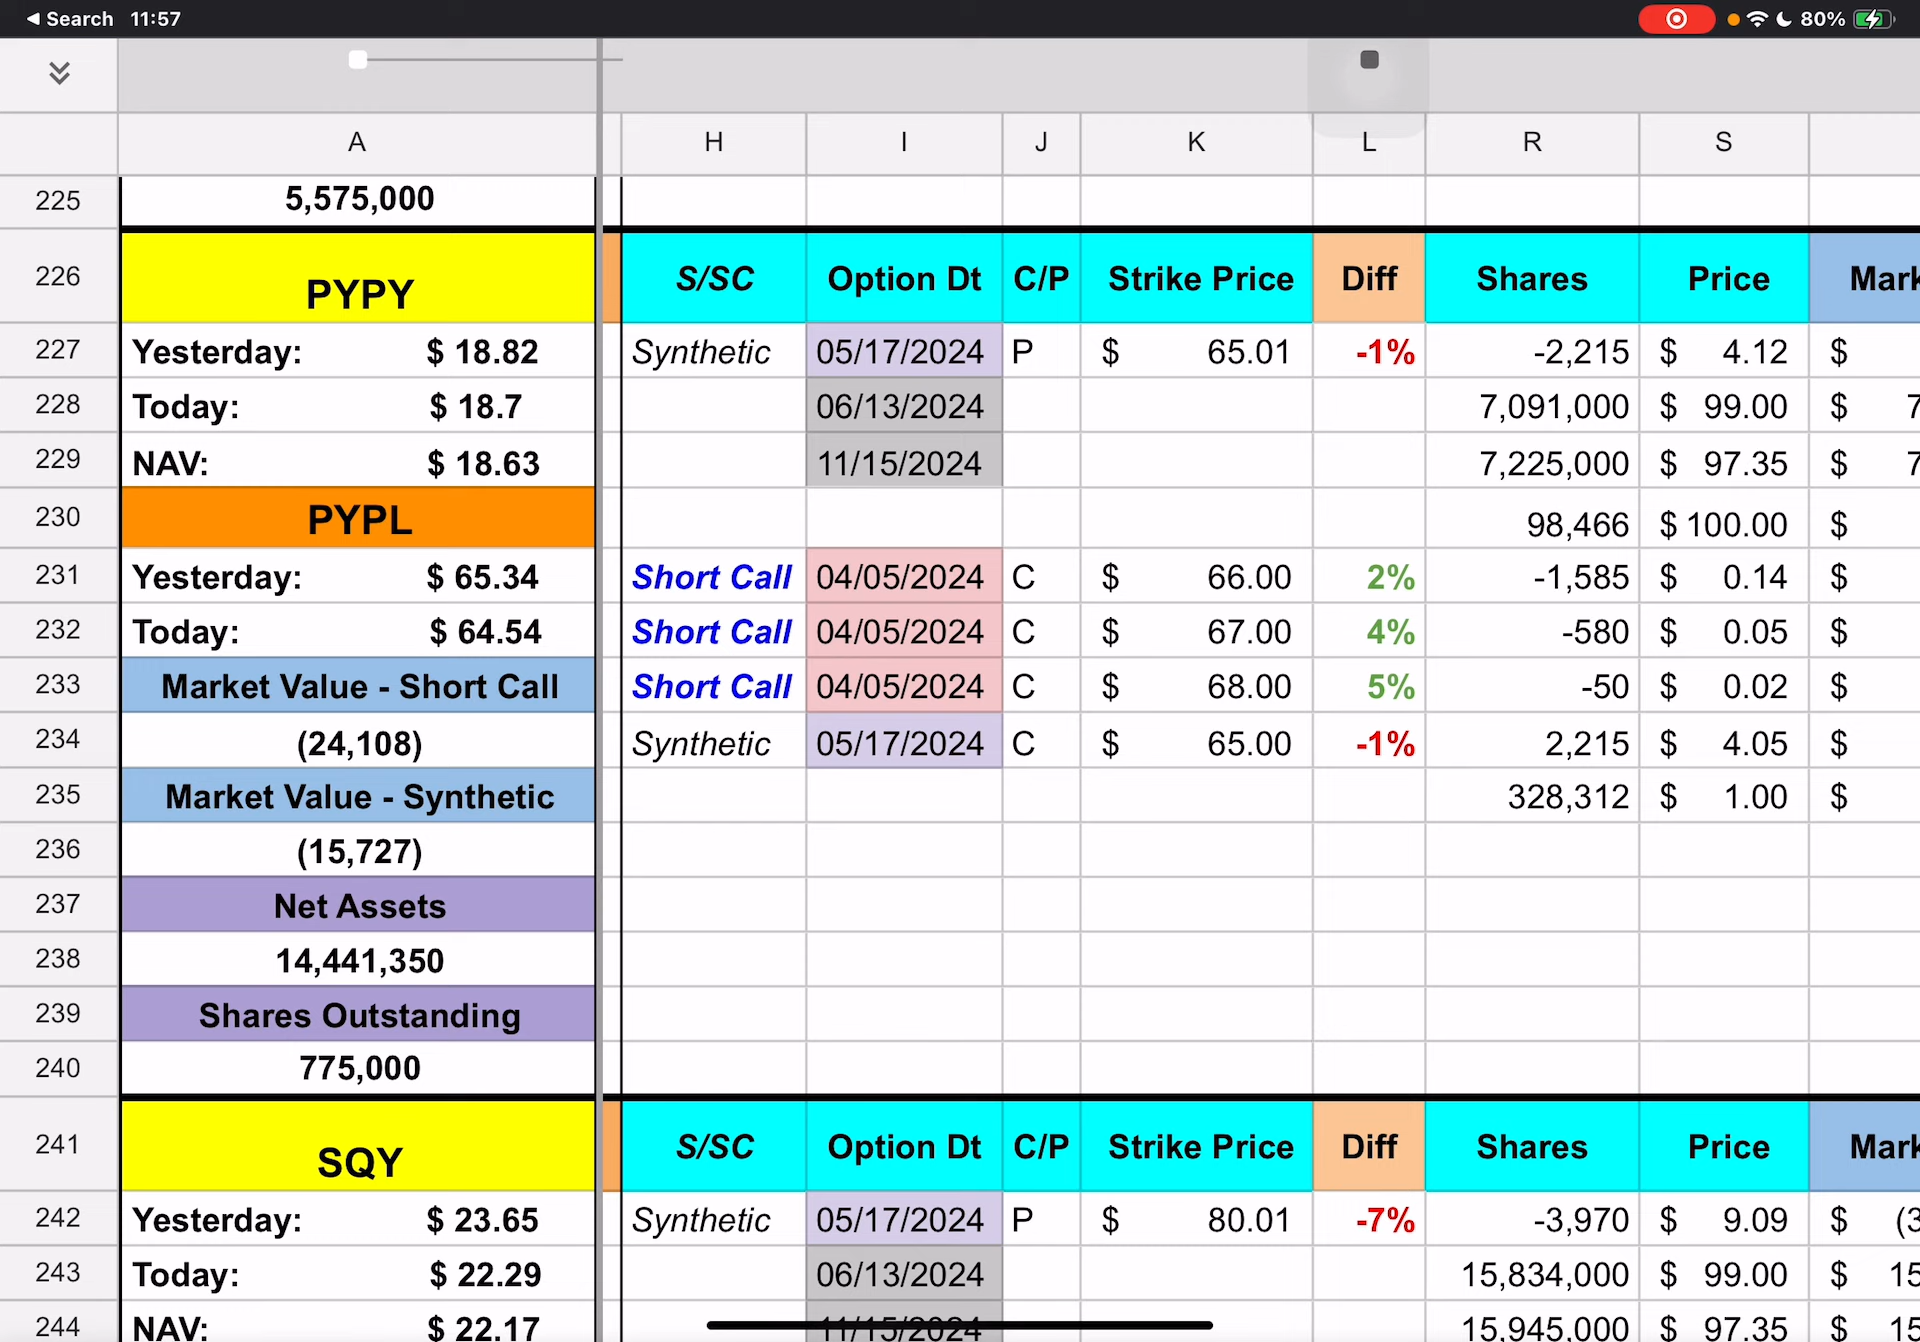 Search 11:57 80%
A H I J K L R S
225 5,575,000
226 PYPY S/SC Option Dt C/P Strike Price Diff Shares Price Mark
227 Yesterday: $ 18.82 Synthetic 05/17/2024 P $ 65.01 -1% -2,215 $ 4.12 $
228 Today: $ 18.7 06/13/2024 7,091,000 $ 99.00 $ 7
229 NAV: $ 18.63 11/15/2024 7,225,000 $ 97.35 $ 7
230 PYPL 98,466 $ 100.00 $
231 Yesterday: $ 65.34 Short Call 04/05/2024 C $ 66.00 2% -1,585 $ 0.14 $
232 Today: $ 64.54 Short Call 04/05/2024 C $ 67.00 4% -580 $ 0.05 $
233 Market Value - Short Call Short Call 04/05/2024 C $ 68.00 5% -50 $ 0.02 $
234 (24,108) Synthetic 05/17/2024 C $ 65.00 -1% 2,215 $ 4.05 $
235 Market Value - Synthetic 328,312 $ 1.00 $
236 (15,727)
237 Net Assets
238 14,441,350
239 Shares Outstanding
240 775,000
241 SQY S/SC Option Dt C/P Strike Price Diff Shares Price Mark
242 Yesterday: $ 23.65 Synthetic 05/17/2024 P $ 80.01 -7% -3,970 $ 9.09 $ (3
243 Today: $ 22.29 06/13/2024 15,834,000 $ 99.00 $ 15
244 NAV: $ 22.17 11/15/2024 15,945,000 $ 97.35 $ 15